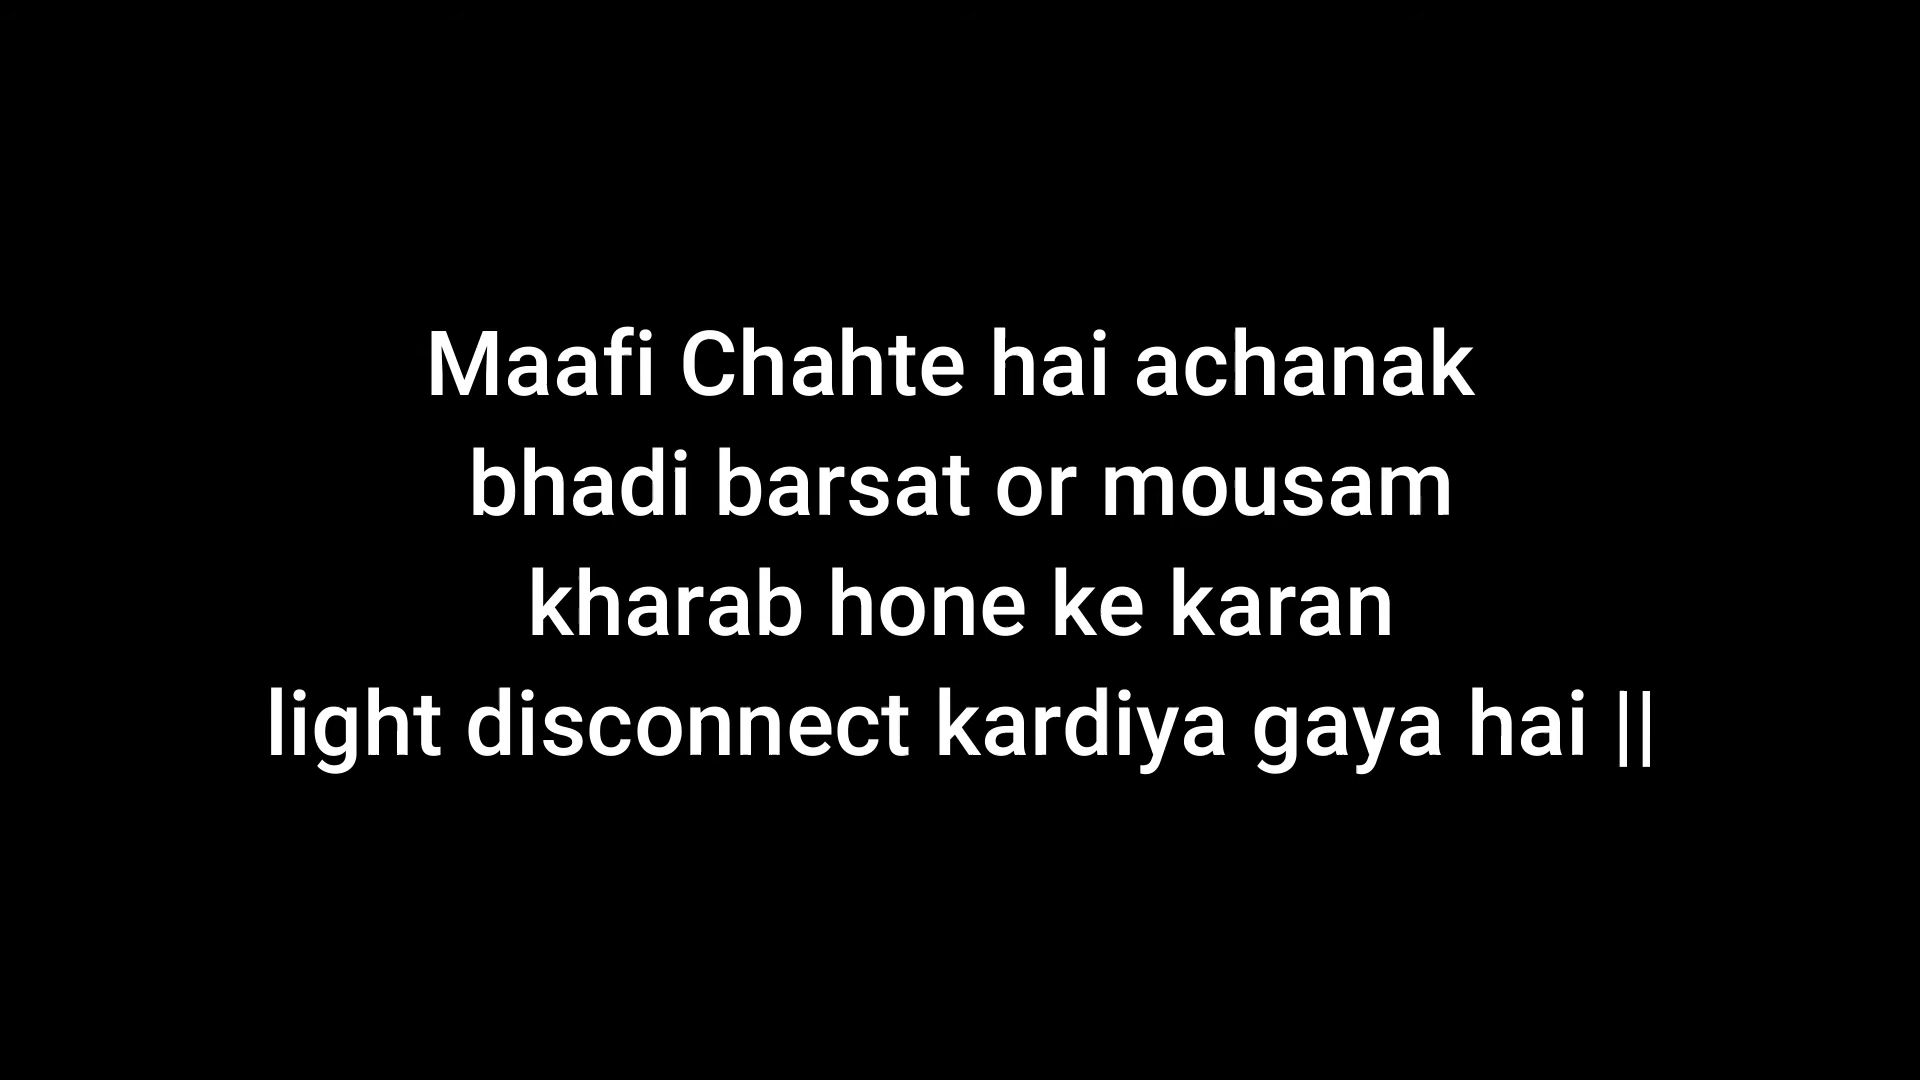 Maafi Chahte hai achanak
bhadi barsat or mousam
kharab hone ke karan
light disconnect kardiya gaya hai ||